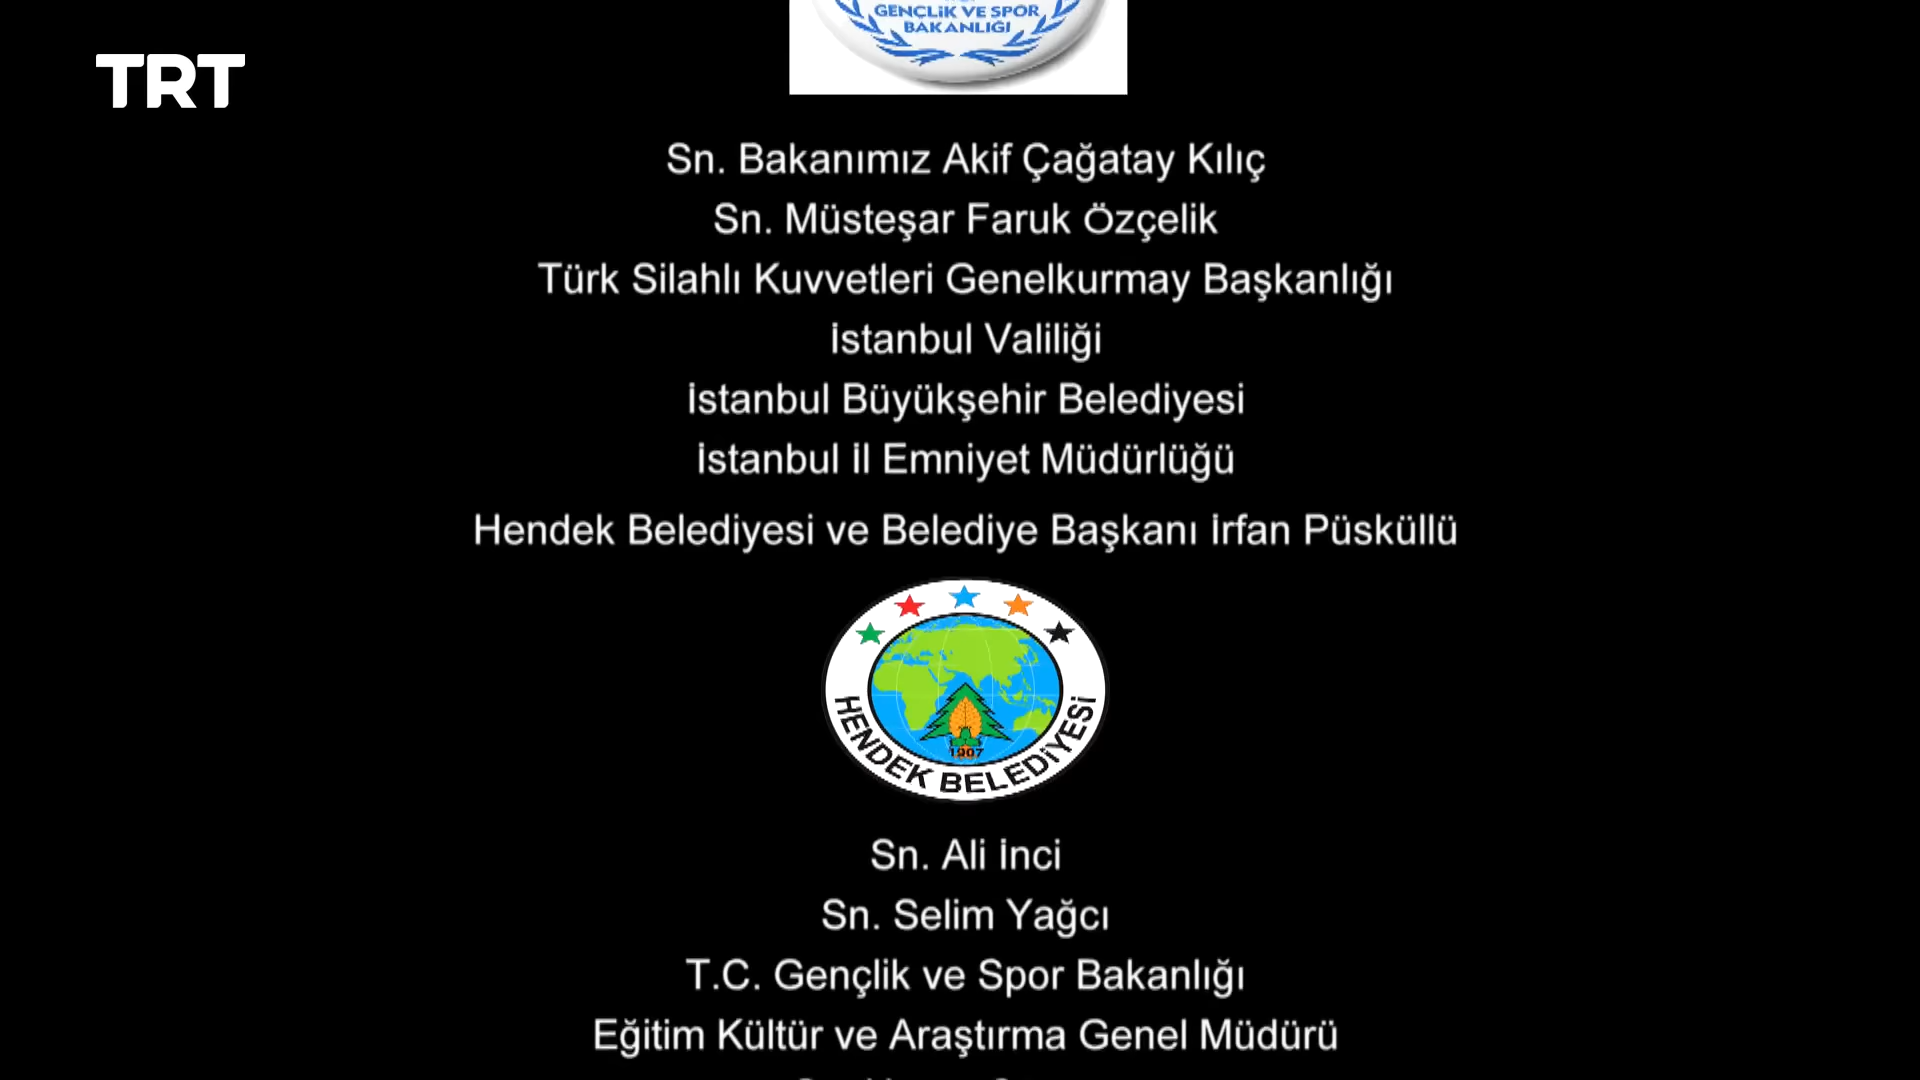 GENÇLİK VE SPOR
BAKANLIĞI
TRT
Sn. Bakanımız Akif Çağatay Kılıç
Sn. Müsteşar Faruk Özçelik
Türk Silahlı Kuvvetleri Genelkurmay Başkanlığı
İstanbul Valiliği
İstanbul Büyükşehir Belediyesi
İstanbul İl Emniyet Müdürlüğü
Hendek Belediyesi ve Belediye Başkanı İrfan Püsküllü
1907
HENDEK BELEDİYESİ
Sn. Ali İnci
Sn. Selim Yağcı
T.C. Gençlik ve Spor Bakanlığı
Eğitim Kültür ve Araştırma Genel Müdürü